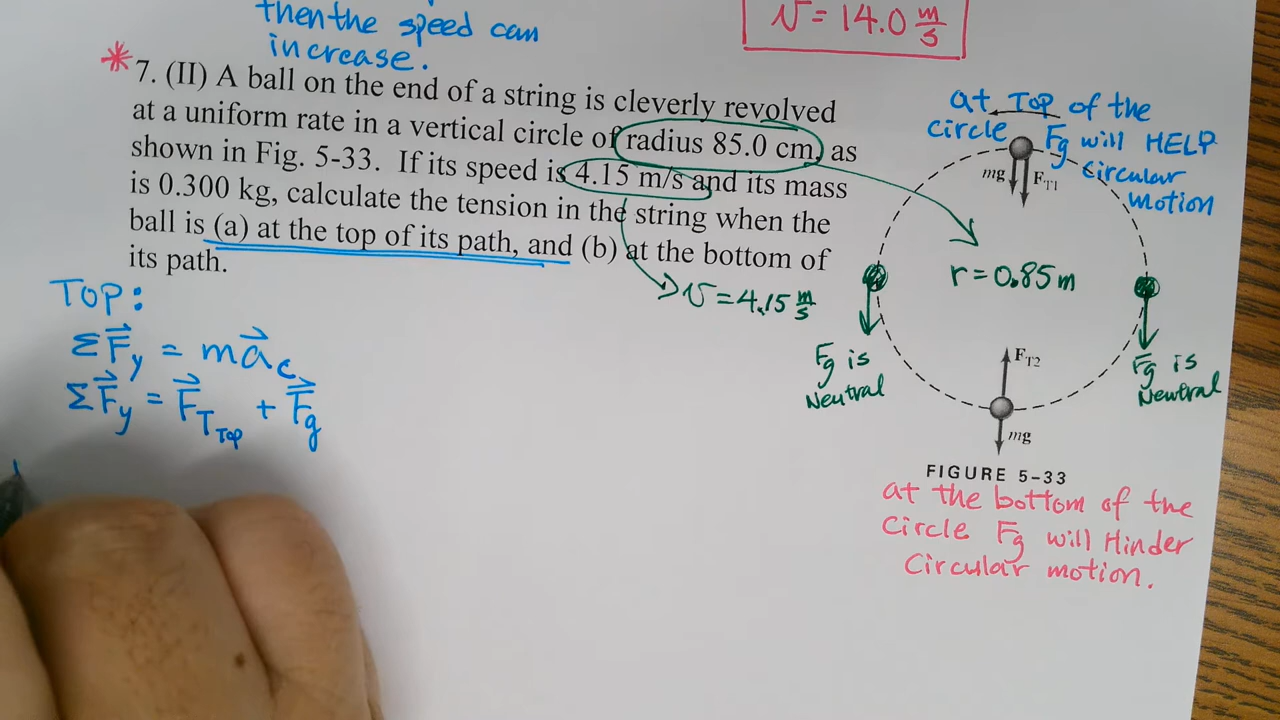 then the speed can
increase.
v = 14.0 m/s
* 7. (II) A ball on the end of a string is cleverly revolved
at a uniform rate in a vertical circle of radius 85.0 cm, as
shown in Fig. 5-33. If its speed is 4.15 m/s and its mass
is 0.300 kg, calculate the tension in the string when the
ball is (a) at the top of its path, and (b) at the bottom of
its path.
v = 4.15 m/s
TOP:
ΣF⃗y = ma⃗c
ΣF⃗y = F⃗T Top + F⃗g
at TOP of the
circle Fg will HELP
circular
motion
mg FT1
r = 0.85 m
Fg is
Neutral
Fg is
Neutral
FT2
mg
FIGURE 5-33
at the bottom of the
circle Fg will Hinder
Circular motion.